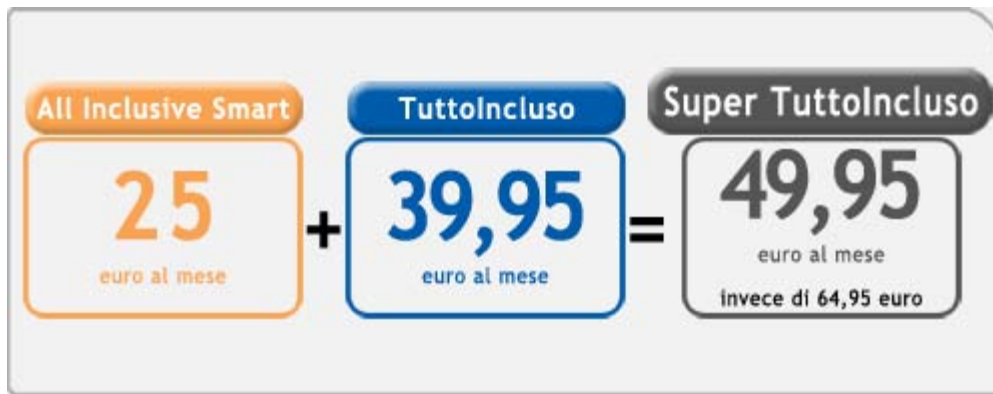 All Inclusive Smart
25
euro al mese
+
TuttoIncluso
39,95
euro al mese
=
Super TuttoIncluso
49,95
euro al mese
invece di 64,95 euro